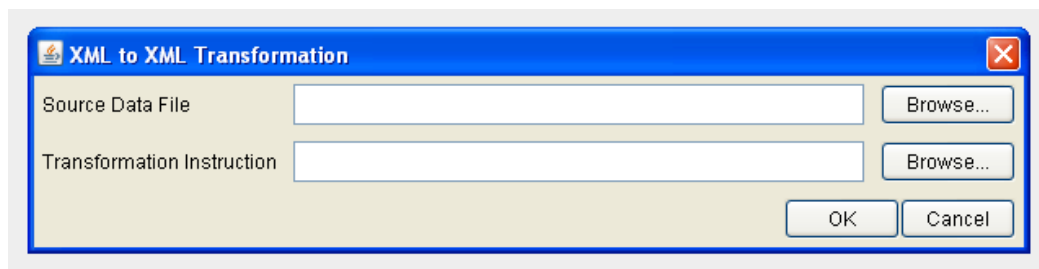 XML to XML Transformation
Source Data File Browse...
Transformation Instruction Browse...
OK Cancel